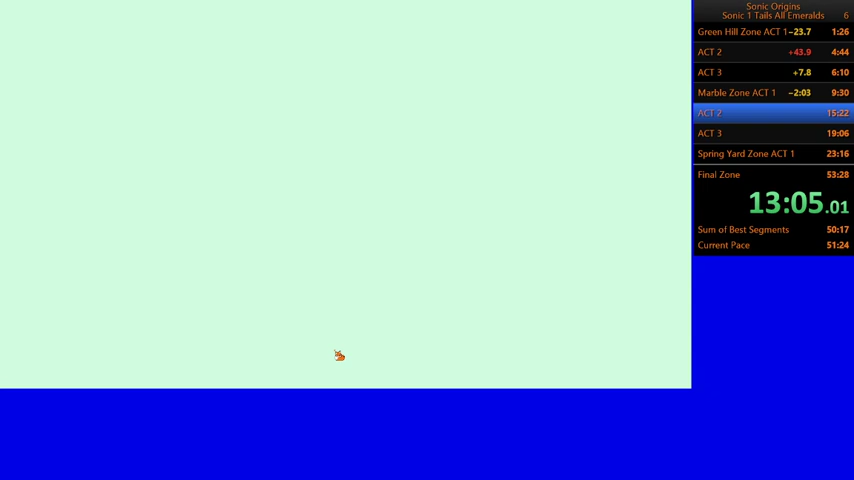 Sonic Origins
Sonic 1 Tails All Emeralds 6
Green Hill Zone ACT 1 −23.7 1:26
ACT 2 +43.9 4:44
ACT 3 +7.8 6:10
Marble Zone ACT 1 −2:03 9:30
ACT 2 15:22
ACT 3 19:06
Spring Yard Zone ACT 1 23:16
Final Zone 53:28
13:05.01
Sum of Best Segments 50:17
Current Pace 51:24